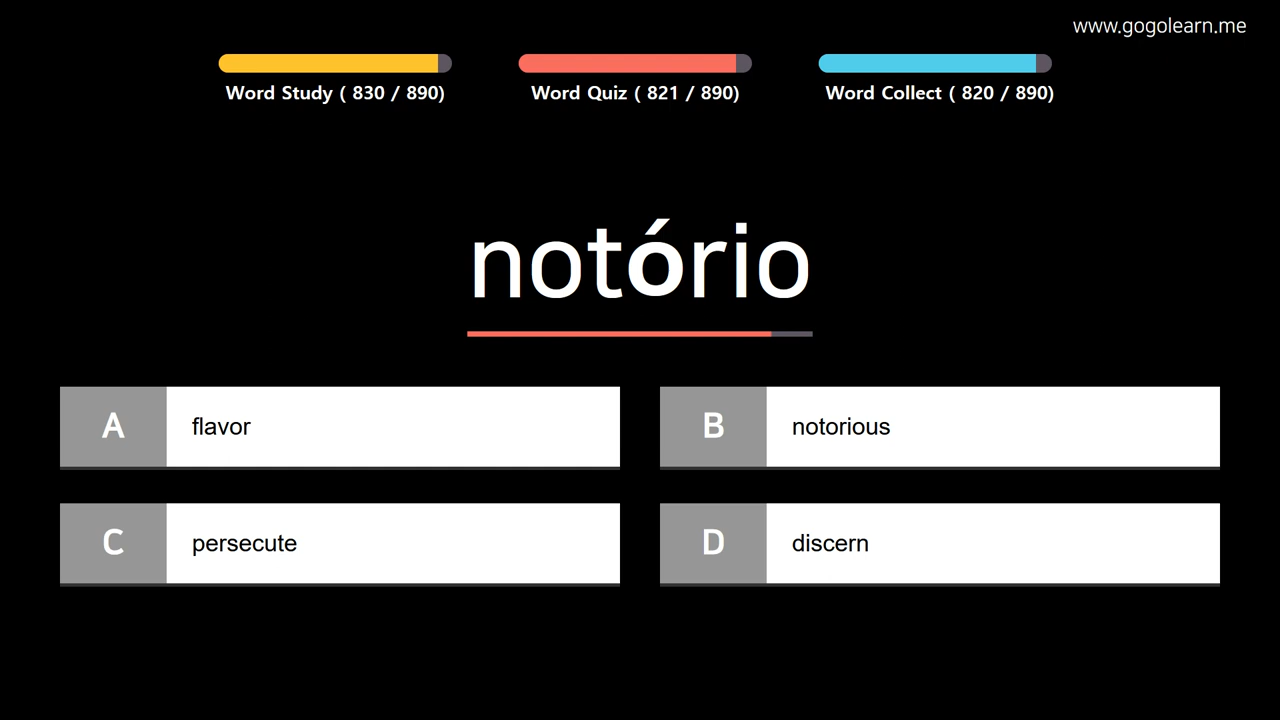 www.gogolearn.me
Word Study ( 830 / 890)
Word Quiz ( 821 / 890)
Word Collect ( 820 / 890)
notório
A flavor
B notorious
C persecute
D discern